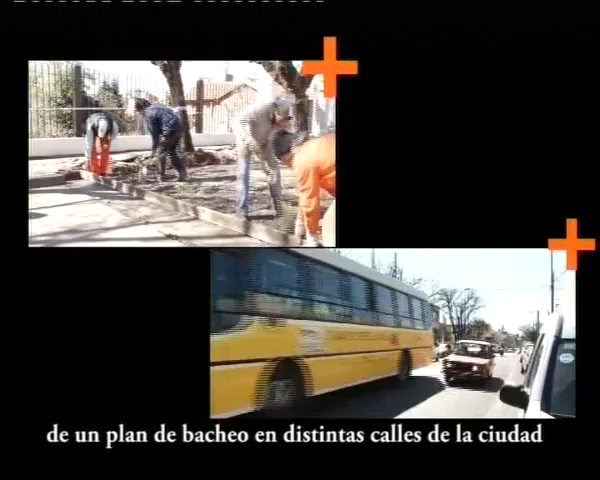 de un plan de bacheo en distintas calles de la ciudad